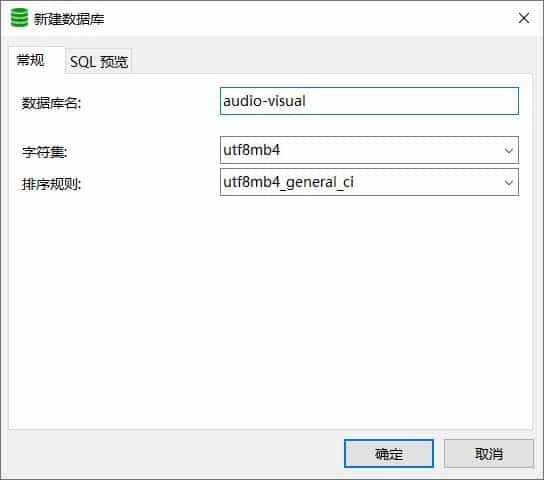 新建数据库
常规 SQL 预览
数据库名: audio-visual
字符集: utf8mb4
排序规则: utf8mb4_general_ci
确定 取消